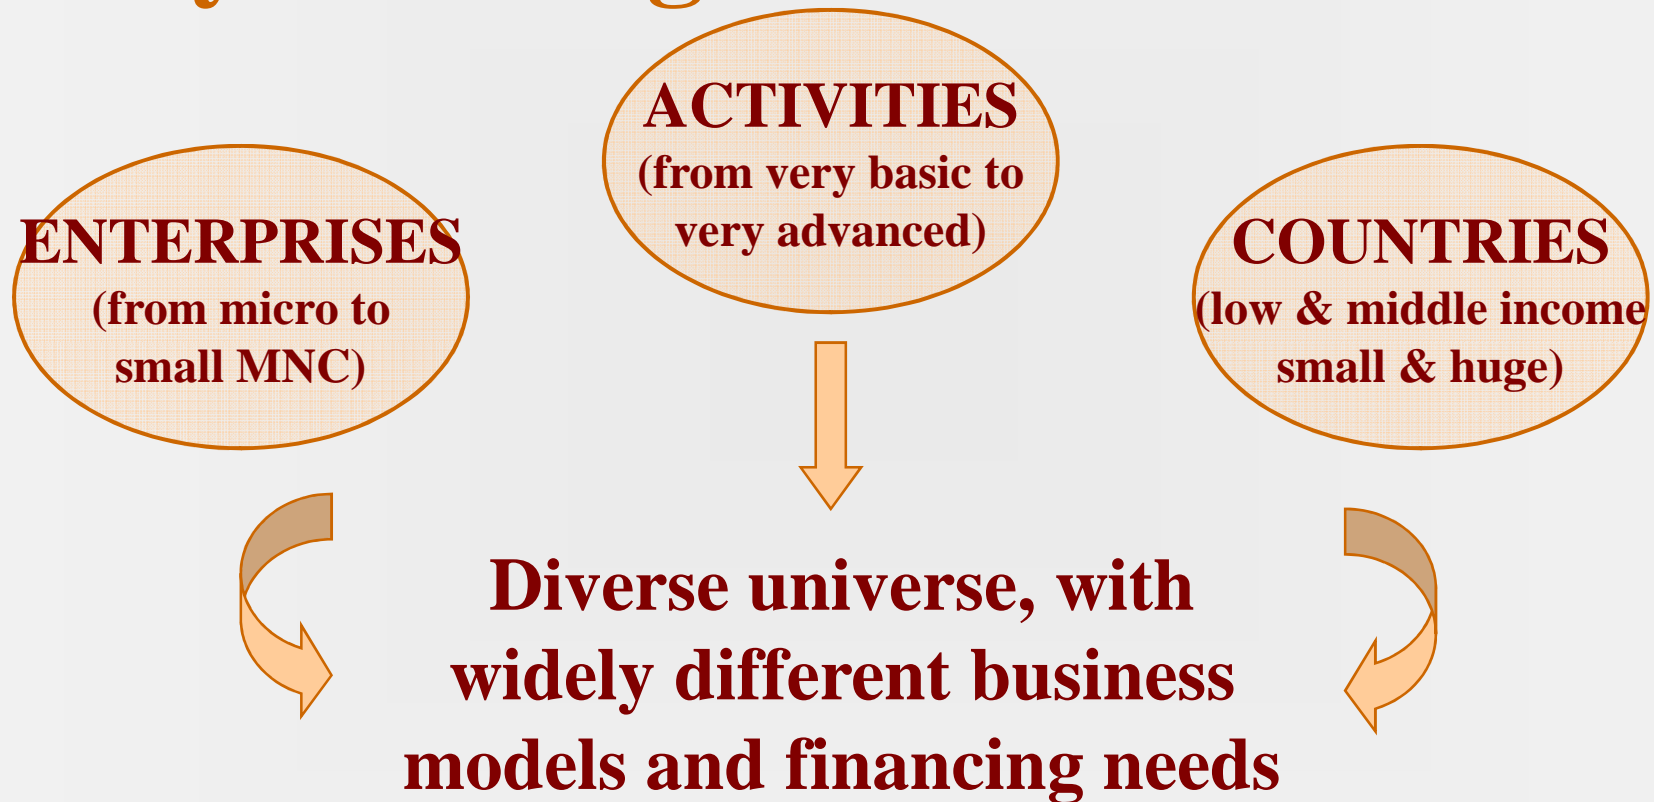 ACTIVITIES
(from very basic to
very advanced)
ENTERPRISES
(from micro to
small MNC)
COUNTRIES
(low & middle income
small & huge)
Diverse universe, with
widely different business
models and financing needs